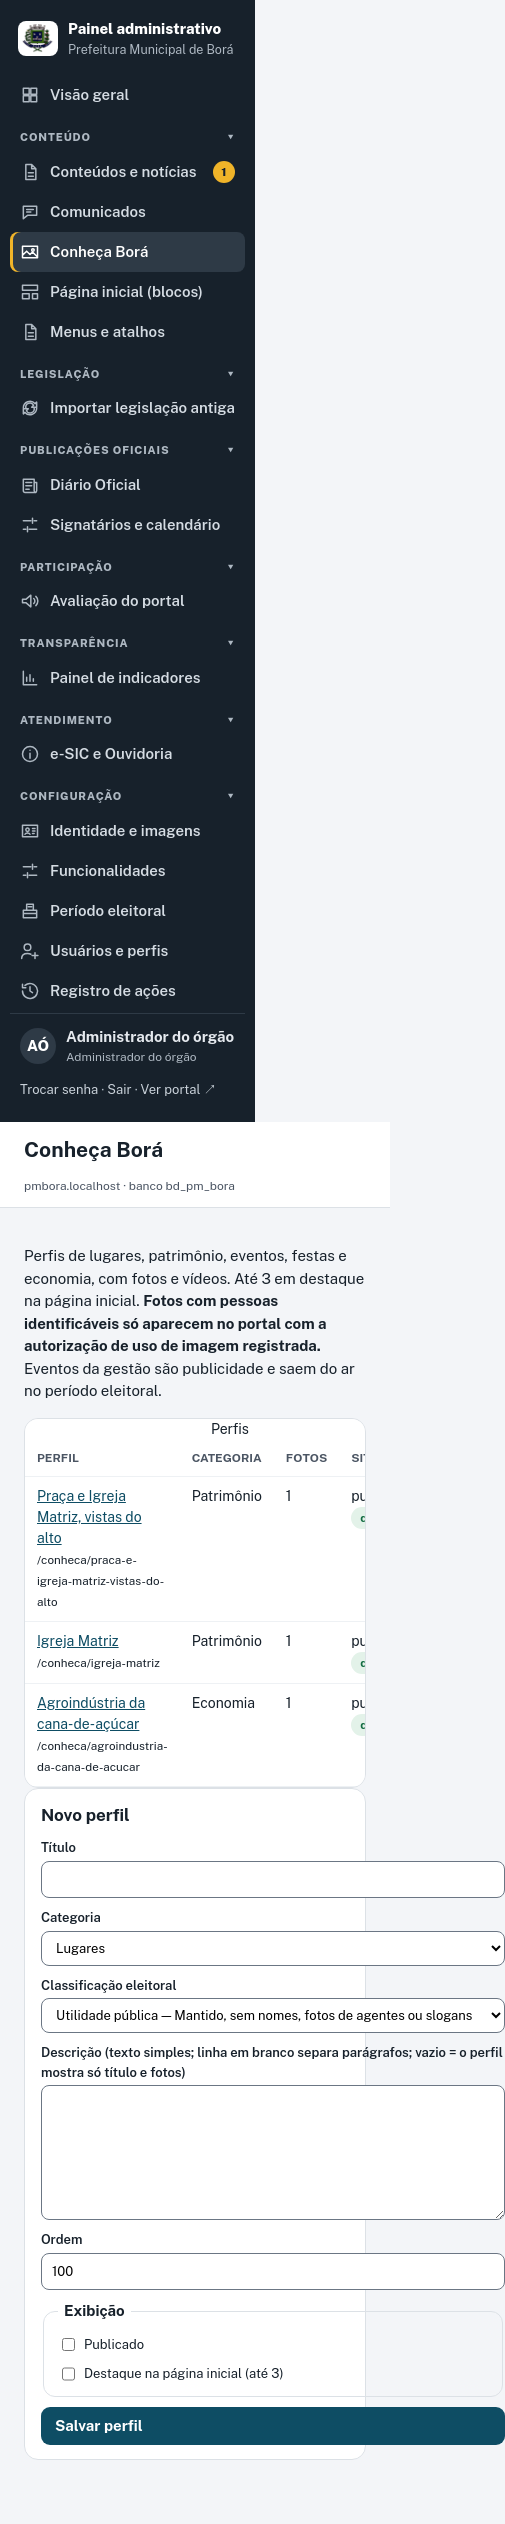 Painel administrativo
Prefeitura Municipal de Borá
Visão geral
CONTEÚDO
Conteúdos e notícias 1
Comunicados
Conheça Borá
Página inicial (blocos)
Menus e atalhos
LEGISLAÇÃO
Importar legislação antiga
PUBLICAÇÕES OFICIAIS
Diário Oficial
Signatários e calendário
PARTICIPAÇÃO
Avaliação do portal
TRANSPARÊNCIA
Painel de indicadores
ATENDIMENTO
e-SIC e Ouvidoria
CONFIGURAÇÃO
Identidade e imagens
Funcionalidades
Período eleitoral
Usuários e perfis
Registro de ações
AÓ
Administrador do órgão
Administrador do órgão
Trocar senha · Sair · Ver portal ↗
Conheça Borá
pmbora.localhost · banco bd_pm_bora
Perfis de lugares, patrimônio, eventos, festas e
economia, com fotos e vídeos. Até 3 em destaque
na página inicial. Fotos com pessoas
identificáveis só aparecem no portal com a
autorização de uso de imagem registrada.
Eventos da gestão são publicidade e saem do ar
no período eleitoral.
Perfis
PERFIL CATEGORIA FOTOS
Praça e Igreja Patrimônio 1
Matriz, vistas do
alto
/conheca/praca-e-
igreja-matriz-vistas-do-
alto
Igreja Matriz Patrimônio 1
/conheca/igreja-matriz
Agroindústria da Economia 1
cana-de-açúcar
/conheca/agroindustria-
da-cana-de-acucar
Novo perfil
Título
Categoria
Lugares
Classificação eleitoral
Utilidade pública — Mantido, sem nomes, fotos de agentes ou slogans
Descrição (texto simples; linha em branco separa parágrafos; vazio = o perfil
mostra só título e fotos)
Ordem
100
Exibição
Publicado
Destaque na página inicial (até 3)
Salvar perfil